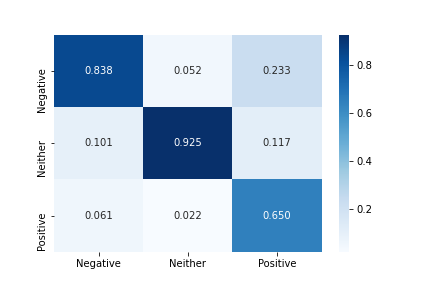 Negative 0.838 0.052 0.233
Neither 0.101 0.925 0.117
Positive 0.061 0.022 0.650
Negative Neither Positive
0.8
0.6
0.4
0.2